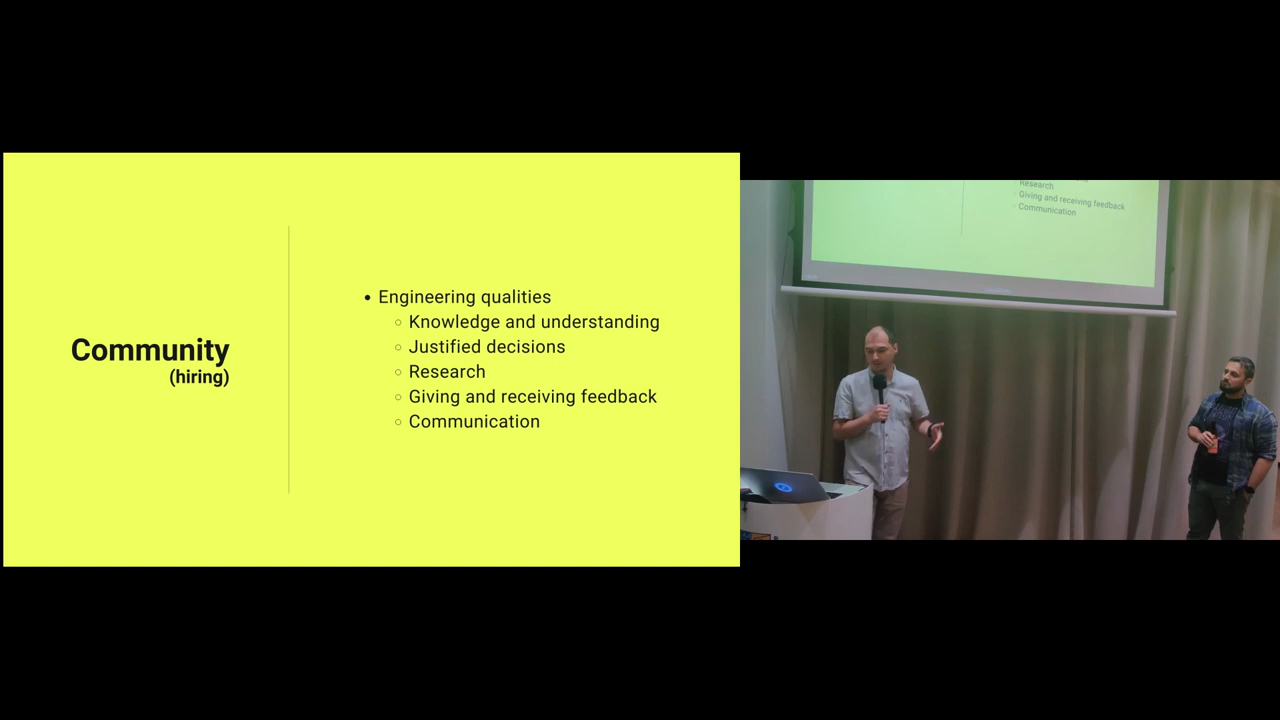 Community
(hiring)
Engineering qualities
Knowledge and understanding
Justified decisions
Research
Giving and receiving feedback
Communication
Research
Giving and receiving feedback
Communication